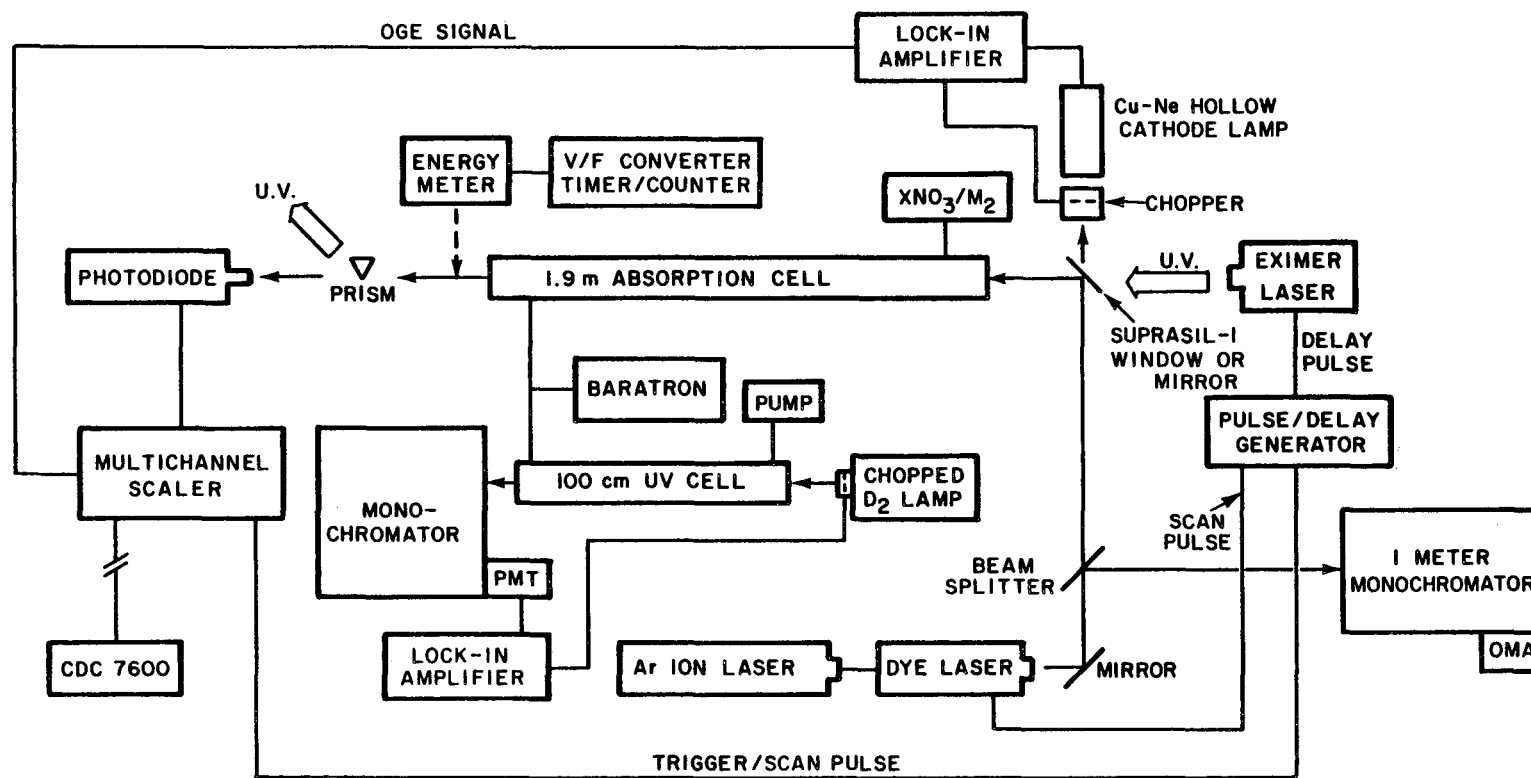 OGE SIGNAL
LOCK-IN
AMPLIFIER
Cu-Ne HOLLOW
CATHODE LAMP
ENERGY
METER
V/F CONVERTER
TIMER/COUNTER
XNO3/M2
CHOPPER
U.V.
PHOTODIODE
PRISM
1.9 m ABSORPTION CELL
U.V.
EXIMER
LASER
SUPRASIL-I
WINDOW OR
MIRROR
DELAY
PULSE
BARATRON
PUMP
PULSE/DELAY
GENERATOR
MULTICHANNEL
SCALER
MONO-
CHROMATOR
100 cm UV CELL
CHOPPED
D2 LAMP
SCAN
PULSE
PMT
BEAM
SPLITTER
1 METER
MONOCHROMATOR
OMA
CDC 7600
LOCK-IN
AMPLIFIER
Ar ION LASER
DYE LASER
MIRROR
TRIGGER/SCAN PULSE